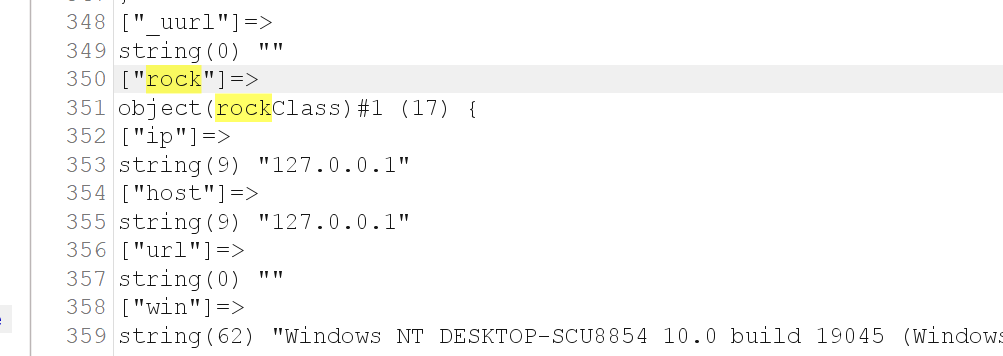 348 ["_uurl"]=>
349 string(0) ""
350 ["rock"]=>
351 object(rockClass)#1 (17) {
352 ["ip"]=>
353 string(9) "127.0.0.1"
354 ["host"]=>
355 string(9) "127.0.0.1"
356 ["url"]=>
357 string(0) ""
358 ["win"]=>
359 string(62) "Windows NT DESKTOP-SCU8854 10.0 build 19045 (Windows